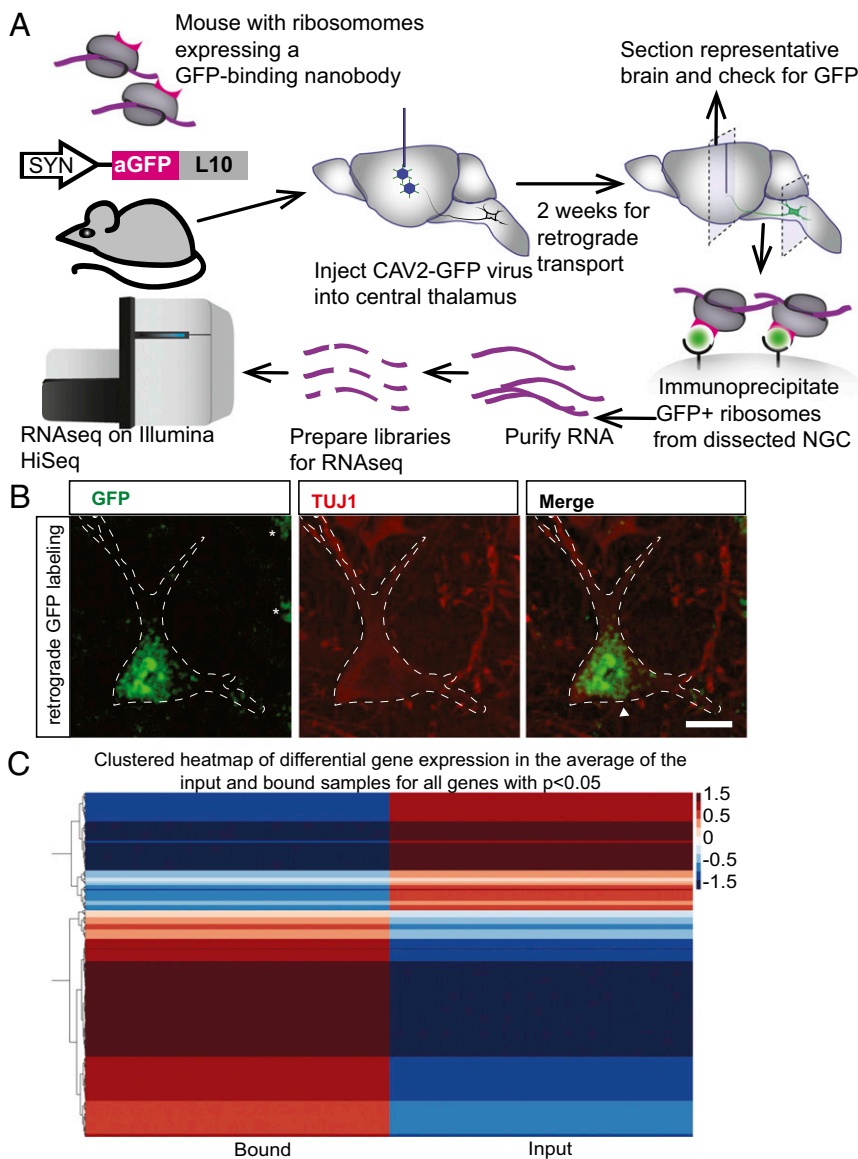 A
Mouse with ribosomomes
expressing a
GFP-binding nanobody
SYN
aGFP
L10
Inject CAV2-GFP virus
into central thalamus
2 weeks for
retrograde
transport
Section representative
brain and check for GFP
Immunoprecipitate
GFP+ ribosomes
from dissected NGC
Purify RNA
Prepare libraries
for RNAseq
RNAseq on Illumina
HiSeq
B
GFP
TUJ1
Merge
retrograde GFP labeling
*
*
C
Clustered heatmap of differential gene expression in the average of the
input and bound samples for all genes with p<0.05
1.5
0.5
0
-0.5
-1.5
Bound
Input